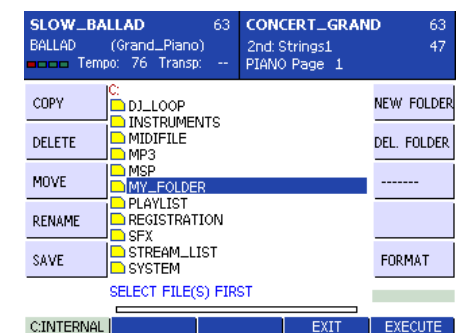 SLOW_BALLAD 63
BALLAD (Grand_Piano)
Tempo: 76 Transp: --
CONCERT_GRAND 63
2nd: Strings1 47
PIANO Page 1
COPY
DELETE
MOVE
RENAME
SAVE
C:
DJ_LOOP
INSTRUMENTS
MIDIFILE
MP3
MSP
MY_FOLDER
PLAYLIST
REGISTRATION
SFX
STREAM_LIST
SYSTEM
SELECT FILE(S) FIRST
NEW FOLDER
DEL. FOLDER
-------
FORMAT
C:INTERNAL EXIT EXECUTE